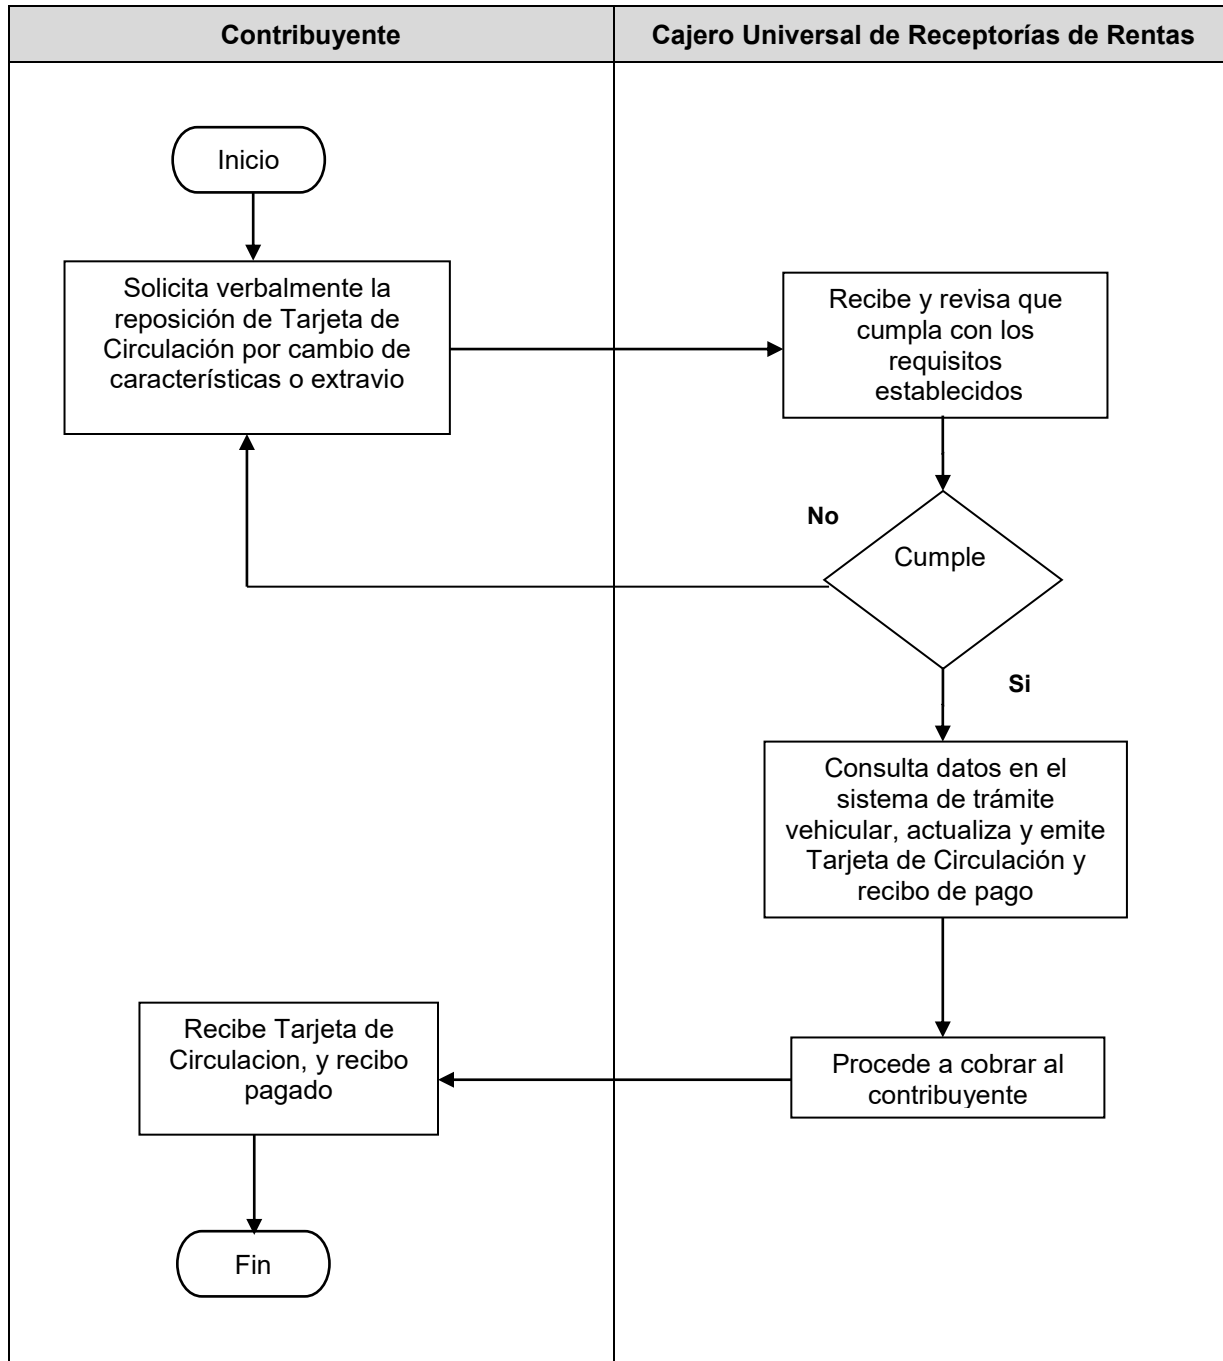 Contribuyente
Cajero Universal de Receptorías de Rentas
Inicio
Solicita verbalmente la
reposición de Tarjeta de
Circulación por cambio de
características o extravio
Recibe y revisa que
cumpla con los
requisitos
establecidos
No
Cumple
Si
Consulta datos en el
sistema de trámite
vehicular, actualiza y emite
Tarjeta de Circulación y
recibo de pago
Procede a cobrar al
contribuyente
Recibe Tarjeta de
Circulacion, y recibo
pagado
Fin